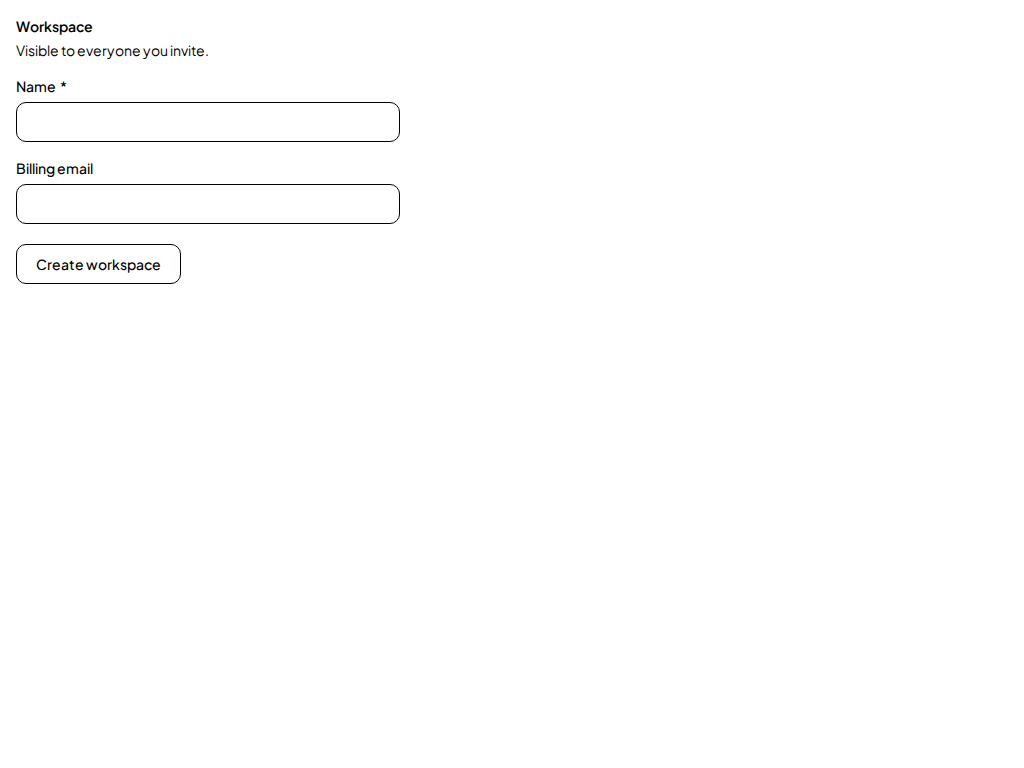 Workspace
Visible to everyone you invite.
Name *
Billing email
Create workspace